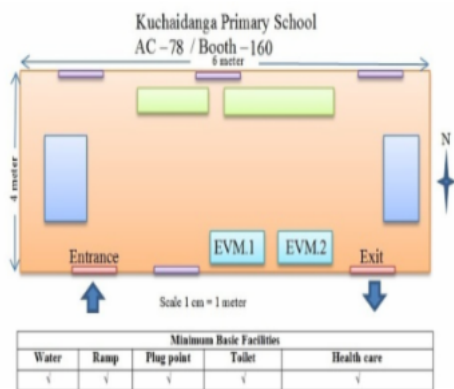 Kuchaidanga Primary School
AC –78 / Booth –160
6 meter
4 meter
N
EVM.1 EVM.2
Entrance Exit
Scale 1 cm = 1 meter
Minimum Basic Facilities
Water Ramp Plug point Toilet Health care
√ √ √ √ √